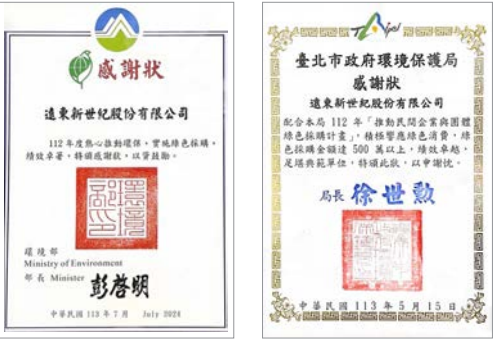 感謝狀
遠東新世紀股份有限公司
112 年度熱心推動環保,實施綠色採購,
績效卓著,特頒感謝狀,以資鼓勵。
環境部
Ministry of Environment
部長 Minister 彭啓明
中華民國 113 年 7 月 July 2024
Taipei
臺北市政府環境保護局
感謝狀
遠東新世紀股份有限公司
配合本局 112 年「推動民間企業與團體
綠色採購計畫」,積極響應綠色消費,綠
色採購金額達 500 萬以上,績效卓越,
足堪典範單位,特頒此狀,以申謝忱。
局長 徐世勲
中華民國 113 年 5 月 15 日